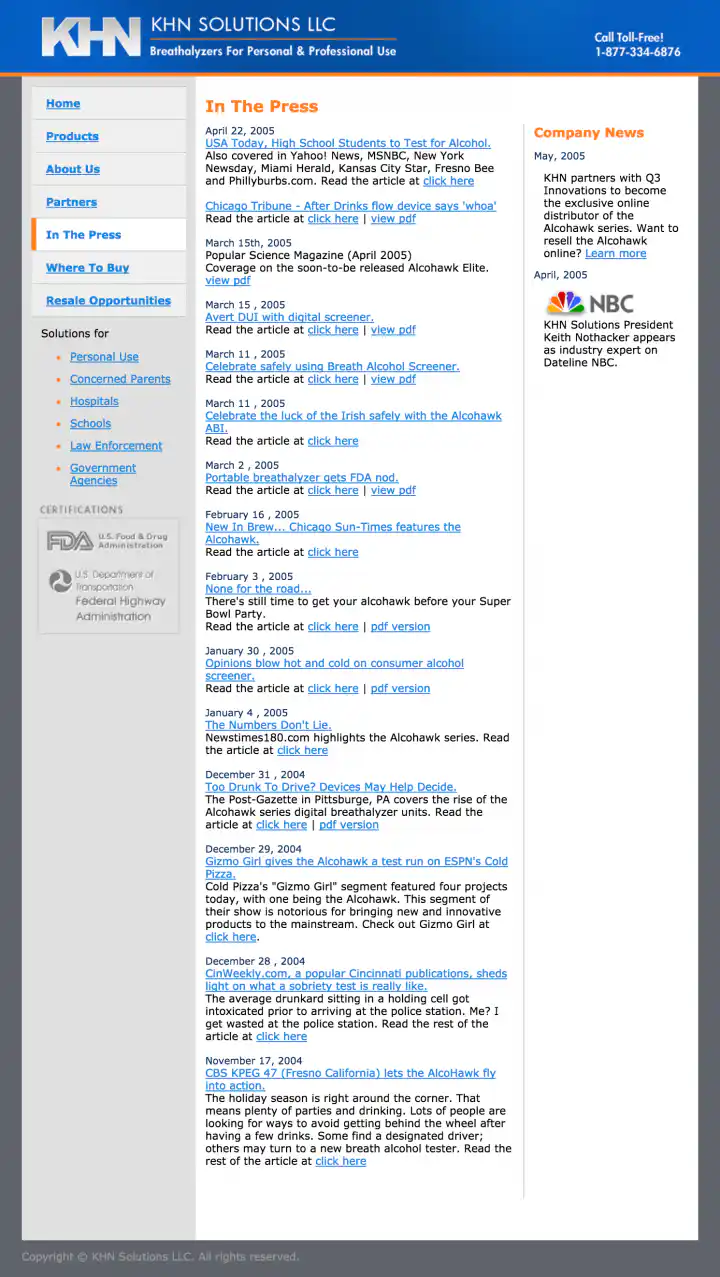 KHN
KHN SOLUTIONS LLC
Breathalyzers For Personal & Professional Use
Call Toll-Free!
1-877-334-6876
Home
Products
About Us
Partners
In The Press
Where To Buy
Resale Opportunities
Solutions for
Personal Use
Concerned Parents
Hospitals
Schools
Law Enforcement
Government
Agencies
CERTIFICATIONS
FDA U.S. Food & Drug
Administration
U.S. Department of
Transportation
Federal Highway
Administration
In The Press
April 22, 2005
USA Today, High School Students to Test for Alcohol.
Also covered in Yahoo! News, MSNBC, New York
Newsday, Miami Herald, Kansas City Star, Fresno Bee
and Phillyburbs.com. Read the article at click here
Chicago Tribune - After Drinks flow device says 'whoa'
Read the article at click here | view pdf
March 15th, 2005
Popular Science Magazine (April 2005)
Coverage on the soon-to-be released Alcohawk Elite.
view pdf
March 15 , 2005
Avert DUI with digital screener.
Read the article at click here | view pdf
March 11 , 2005
Celebrate safely using Breath Alcohol Screener.
Read the article at click here | view pdf
March 11 , 2005
Celebrate the luck of the Irish safely with the Alcohawk
ABI.
Read the article at click here
March 2 , 2005
Portable breathalyzer gets FDA nod.
Read the article at click here | view pdf
February 16 , 2005
New In Brew... Chicago Sun-Times features the
Alcohawk.
Read the article at click here
February 3 , 2005
None for the road...
There's still time to get your alcohawk before your Super
Bowl Party.
Read the article at click here | pdf version
January 30 , 2005
Opinions blow hot and cold on consumer alcohol
screener.
Read the article at click here | pdf version
January 4 , 2005
The Numbers Don't Lie.
Newstimes180.com highlights the Alcohawk series. Read
the article at click here
December 31 , 2004
Too Drunk To Drive? Devices May Help Decide.
The Post-Gazette in Pittsburge, PA covers the rise of the
Alcohawk series digital breathalyzer units. Read the
article at click here | pdf version
December 29, 2004
Gizmo Girl gives the Alcohawk a test run on ESPN's Cold
Pizza.
Cold Pizza's "Gizmo Girl" segment featured four projects
today, with one being the Alcohawk. This segment of
their show is notorious for bringing new and innovative
products to the mainstream. Check out Gizmo Girl at
click here.
December 28 , 2004
CinWeekly.com, a popular Cincinnati publications, sheds
light on what a sobriety test is really like.
The average drunkard sitting in a holding cell got
intoxicated prior to arriving at the police station. Me? I
get wasted at the police station. Read the rest of the
article at click here
November 17, 2004
CBS KPEG 47 (Fresno California) lets the AlcoHawk fly
into action.
The holiday season is right around the corner. That
means plenty of parties and drinking. Lots of people are
looking for ways to avoid getting behind the wheel after
having a few drinks. Some find a designated driver;
others may turn to a new breath alcohol tester. Read the
rest of the article at click here
Company News
May, 2005
KHN partners with Q3
Innovations to become
the exclusive online
distributor of the
Alcohawk series. Want to
resell the Alcohawk
online? Learn more
April, 2005
NBC
KHN Solutions President
Keith Nothacker appears
as industry expert on
Dateline NBC.
Copyright © KHN Solutions LLC. All rights reserved.